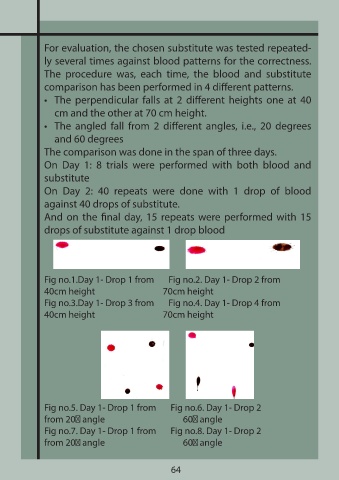 For evaluation, the chosen substitute was tested repeated-
ly several times against blood patterns for the correctness.
The procedure was, each time, the blood and substitute
comparison has been performed in 4 different patterns.
• The perpendicular falls at 2 different heights one at 40
cm and the other at 70 cm height.
• The angled fall from 2 different angles, i.e., 20 degrees
and 60 degrees
The comparison was done in the span of three days.
On Day 1: 8 trials were performed with both blood and
substitute
On Day 2: 40 repeats were done with 1 drop of blood
against 40 drops of substitute.
And on the final day, 15 repeats were performed with 15
drops of substitute against 1 drop blood
Fig no.1.Day 1- Drop 1 from Fig no.2. Day 1- Drop 2 from
40cm height 70cm height
Fig no.3.Day 1- Drop 3 from Fig no.4. Day 1- Drop 4 from
40cm height 70cm height
Fig no.5. Day 1- Drop 1 from Fig no.6. Day 1- Drop 2
from 20 angle 60 angle
Fig no.7. Day 1- Drop 1 from Fig no.8. Day 1- Drop 2
from 20 angle 60 angle
64